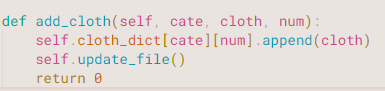 def add_cloth(self, cate, cloth, num):
    self.cloth_dict[cate][num].append(cloth)
    self.update_file()
    return 0